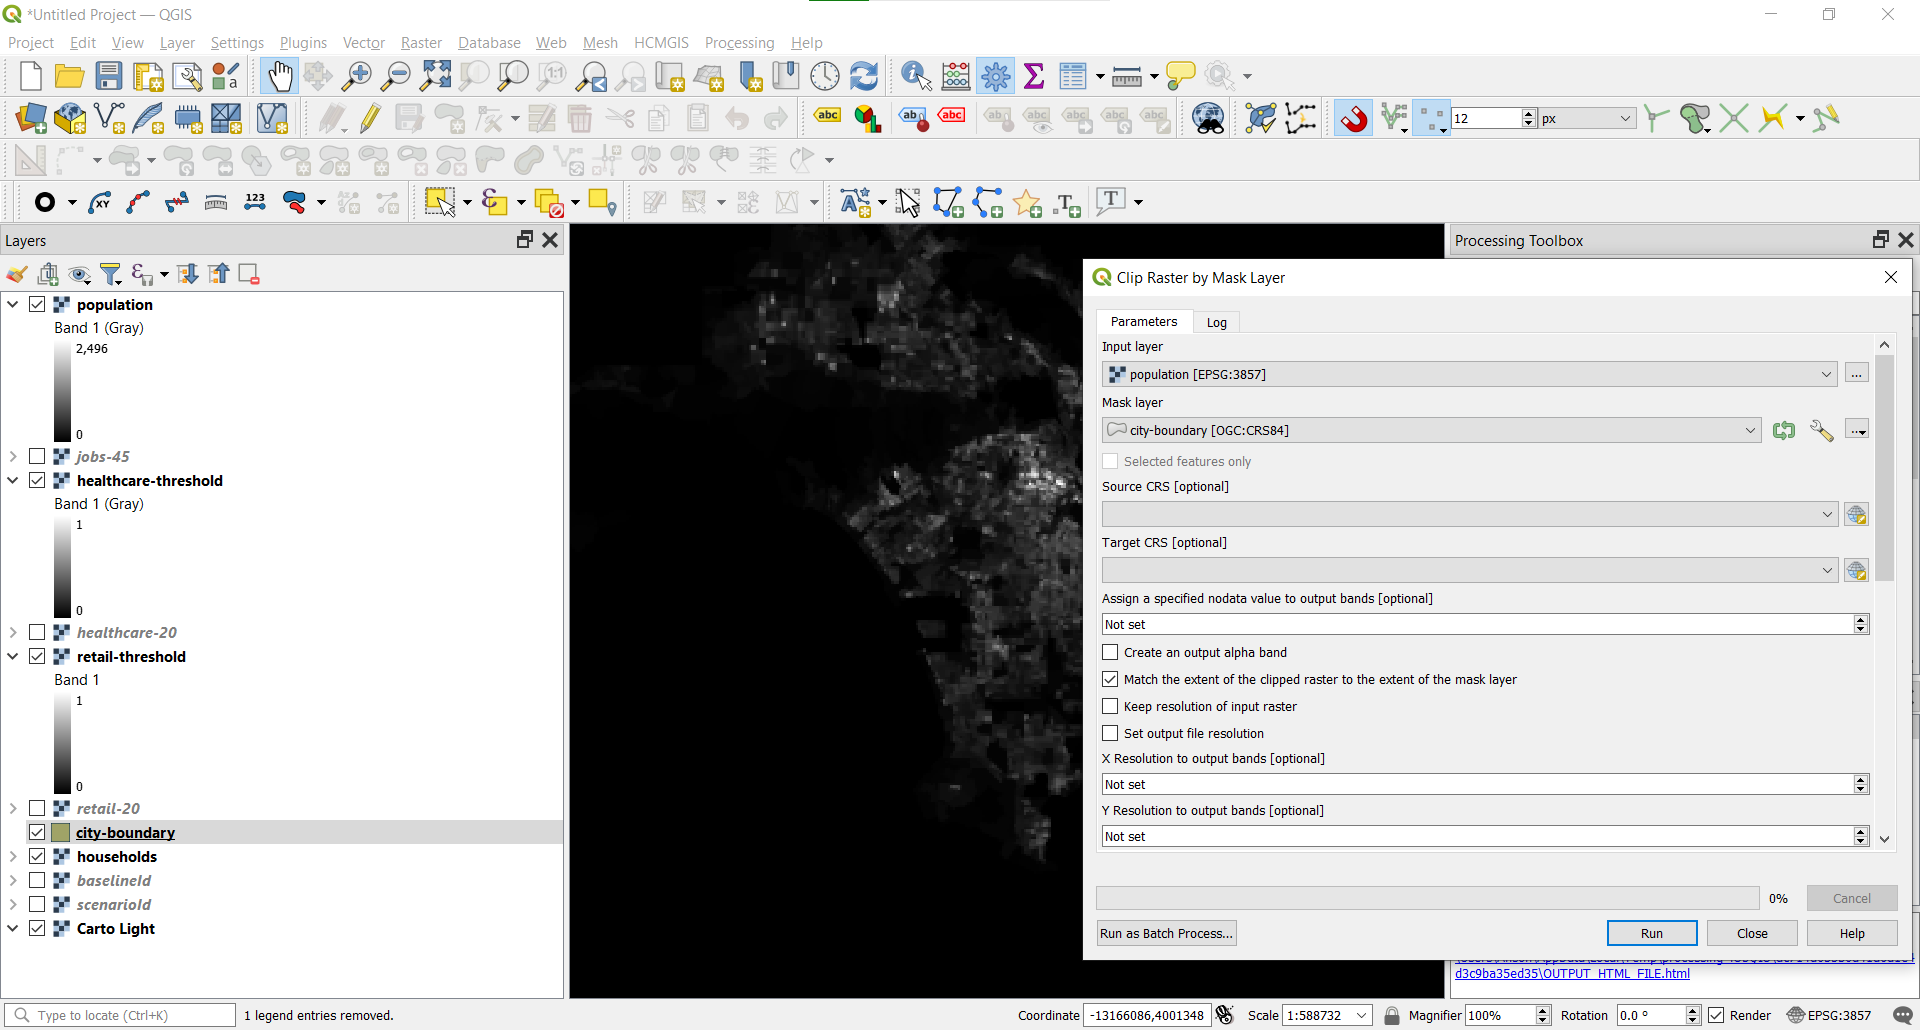 *Untitled Project — QGIS
Project Edit View Layer Settings Plugins Vector Raster Database Web Mesh HCMGIS Processing Help
12 px
Layers
population
Band 1 (Gray)
2,496
0
jobs-45
healthcare-threshold
Band 1 (Gray)
1
0
healthcare-20
retail-threshold
Band 1
1
0
retail-20
city-boundary
households
baselineId
scenarioId
Carto Light
Processing Toolbox
Clip Raster by Mask Layer
Parameters Log
Input layer
population [EPSG:3857]
Mask layer
city-boundary [OGC:CRS84]
Selected features only
Source CRS [optional]
Target CRS [optional]
Assign a specified nodata value to output bands [optional]
Not set
Create an output alpha band
Match the extent of the clipped raster to the extent of the mask layer
Keep resolution of input raster
Set output file resolution
X Resolution to output bands [optional]
Not set
Y Resolution to output bands [optional]
Not set
0% Cancel
Run as Batch Process... Run Close Help
d3c9ba35ed35\OUTPUT_HTML_FILE.html
Type to locate (Ctrl+K) 1 legend entries removed. Coordinate -13166086,4001348 Scale 1:588732 Magnifier 100% Rotation 0.0 ° Render EPSG:3857